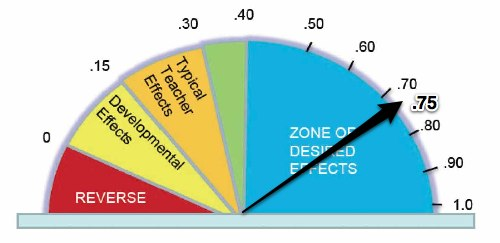 .40
.30
.50
.60
.15
.70
.75
.80
.90
1.0
0
Typical
Teacher
Effects
Developmental
Effects
ZONE OF
DESIRED
EFFECTS
REVERSE